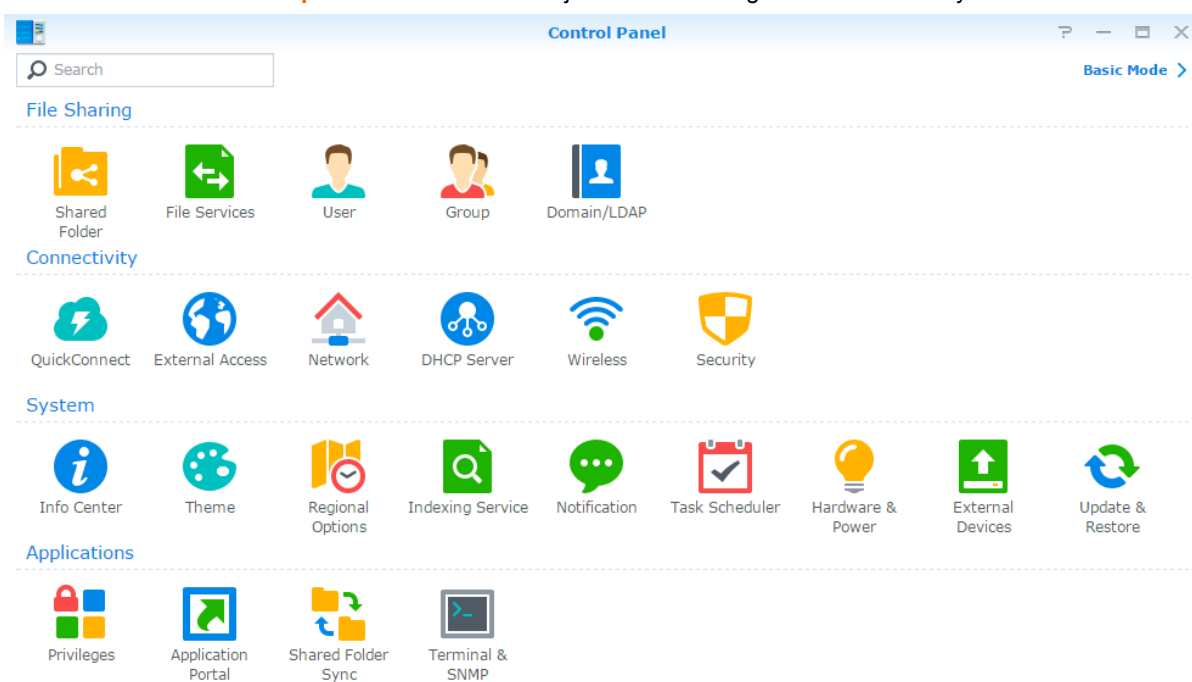 Control Panel
Search
Basic Mode
File Sharing
Shared Folder
File Services
User
Group
Domain/LDAP
Connectivity
QuickConnect
External Access
Network
DHCP Server
Wireless
Security
System
Info Center
Theme
Regional Options
Indexing Service
Notification
Task Scheduler
Hardware & Power
External Devices
Update & Restore
Applications
Privileges
Application Portal
Shared Folder Sync
Terminal & SNMP